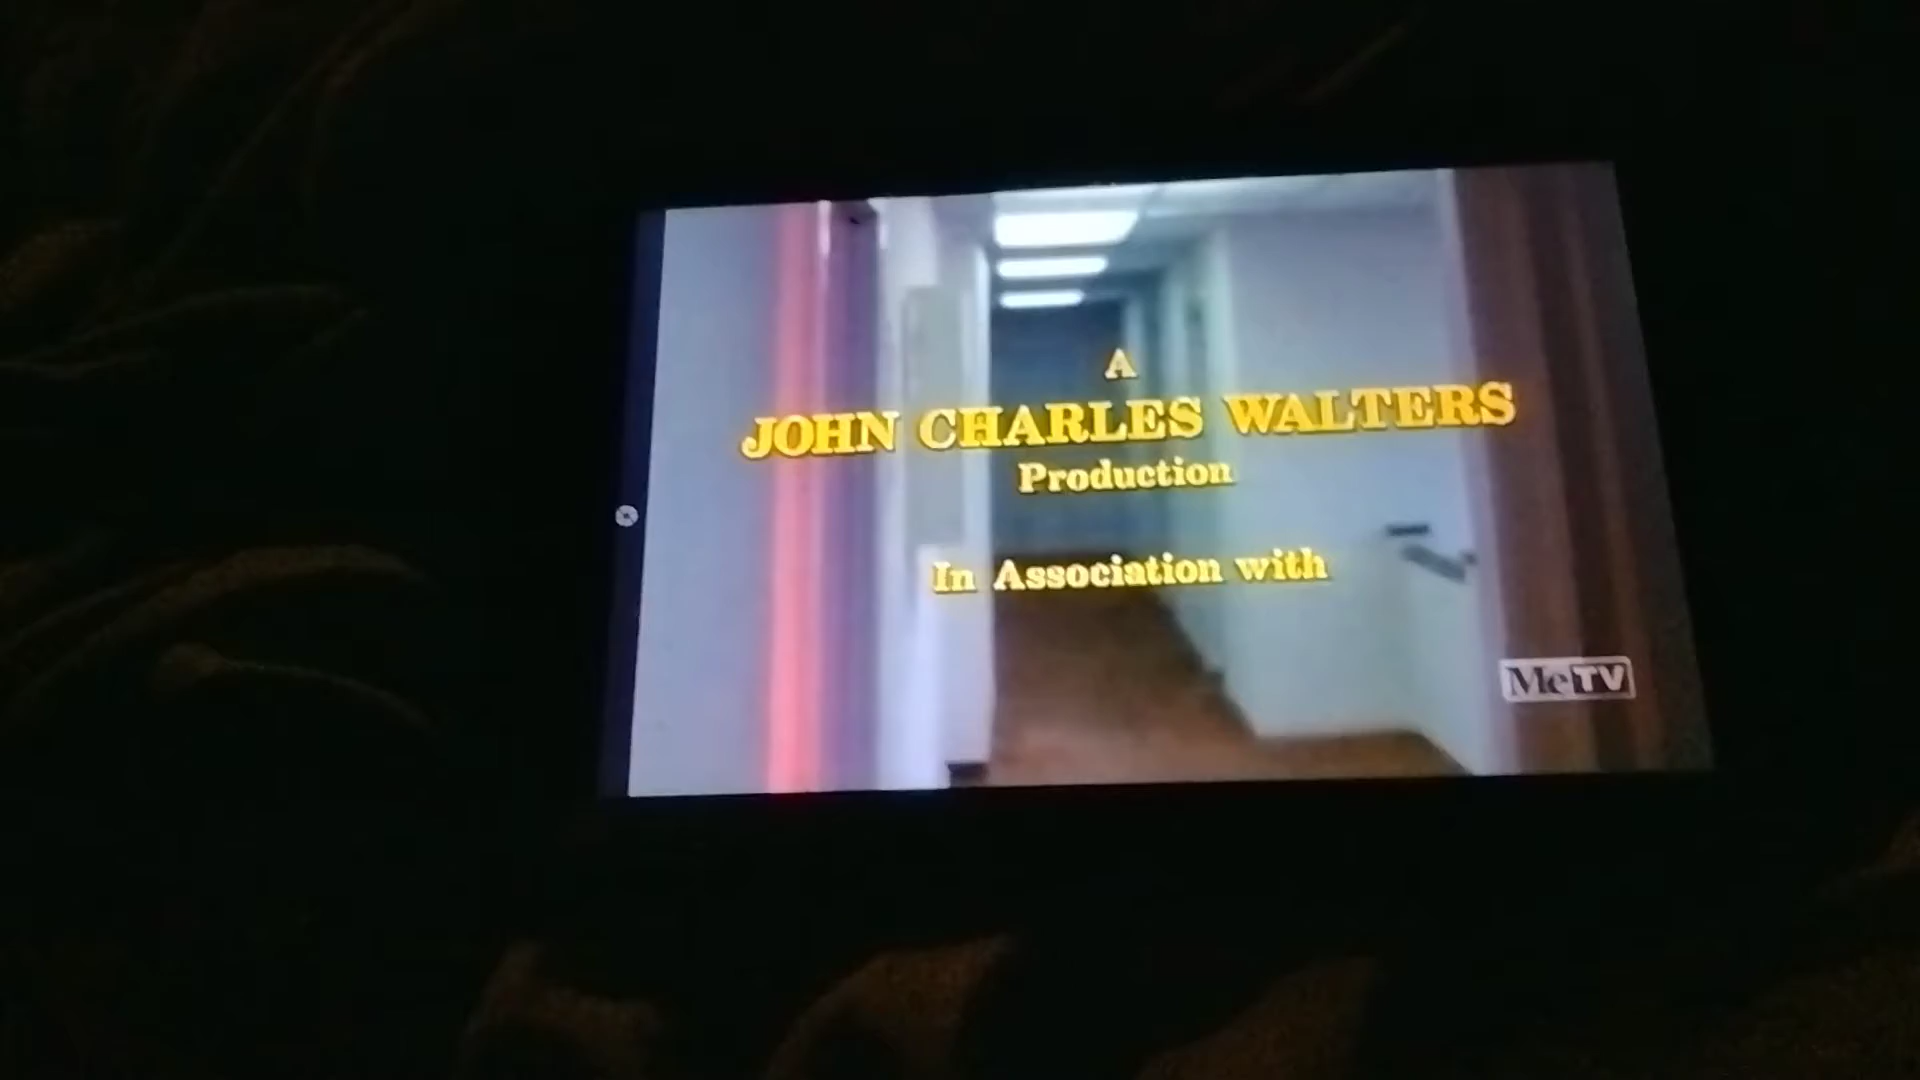 A
JOHN CHARLES WALTERS
Production
In Association with
MeTV